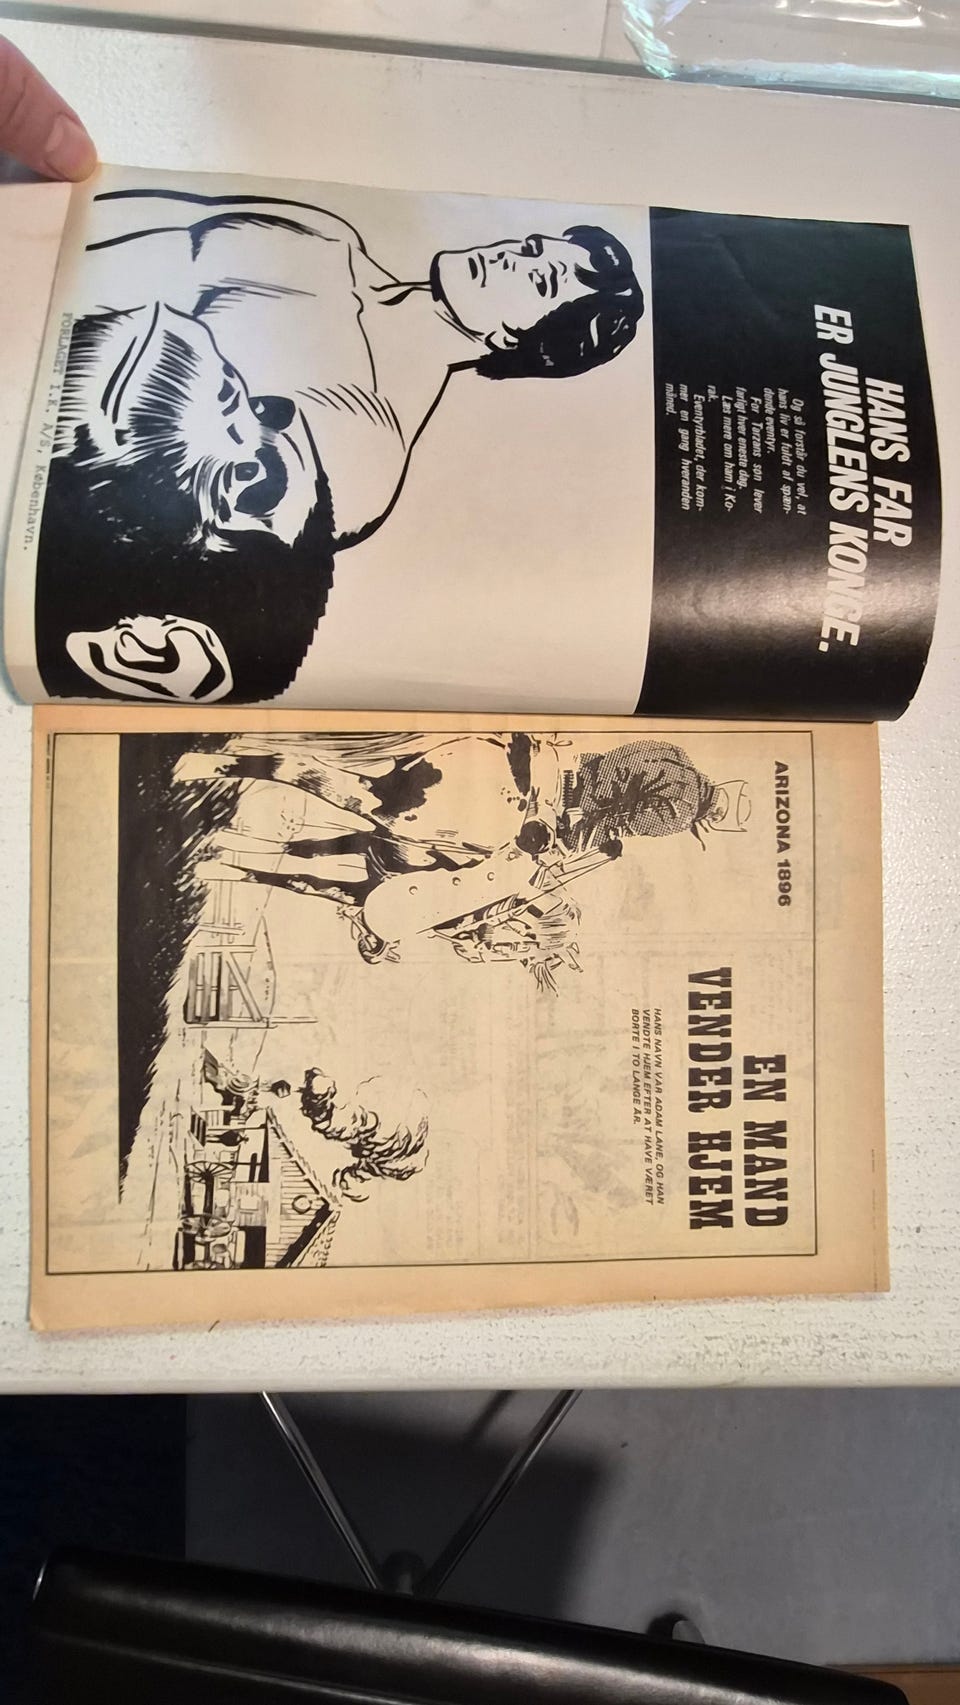 HANS FAR
ER JUNGLENS KONGE.
Og så forstår du vel, at
hans liv er fuldt af spæn-
dende eventyr.
For Tarzans søn lever
farligt hver eneste dag.
Læs mere om ham i Ko-
rak.
Eventyrbladet, der kom-
mer en gang hveranden
måned.
FORLAGET I.K. A/S, København.
ARIZONA 1896
EN MAND
VENDER HJEM
HANS NAVN VAR ADAM LANE, OG HAN
VENDTE HJEM EFTER AT HAVE VÆRET
BORTE I TO LANGE ÅR.